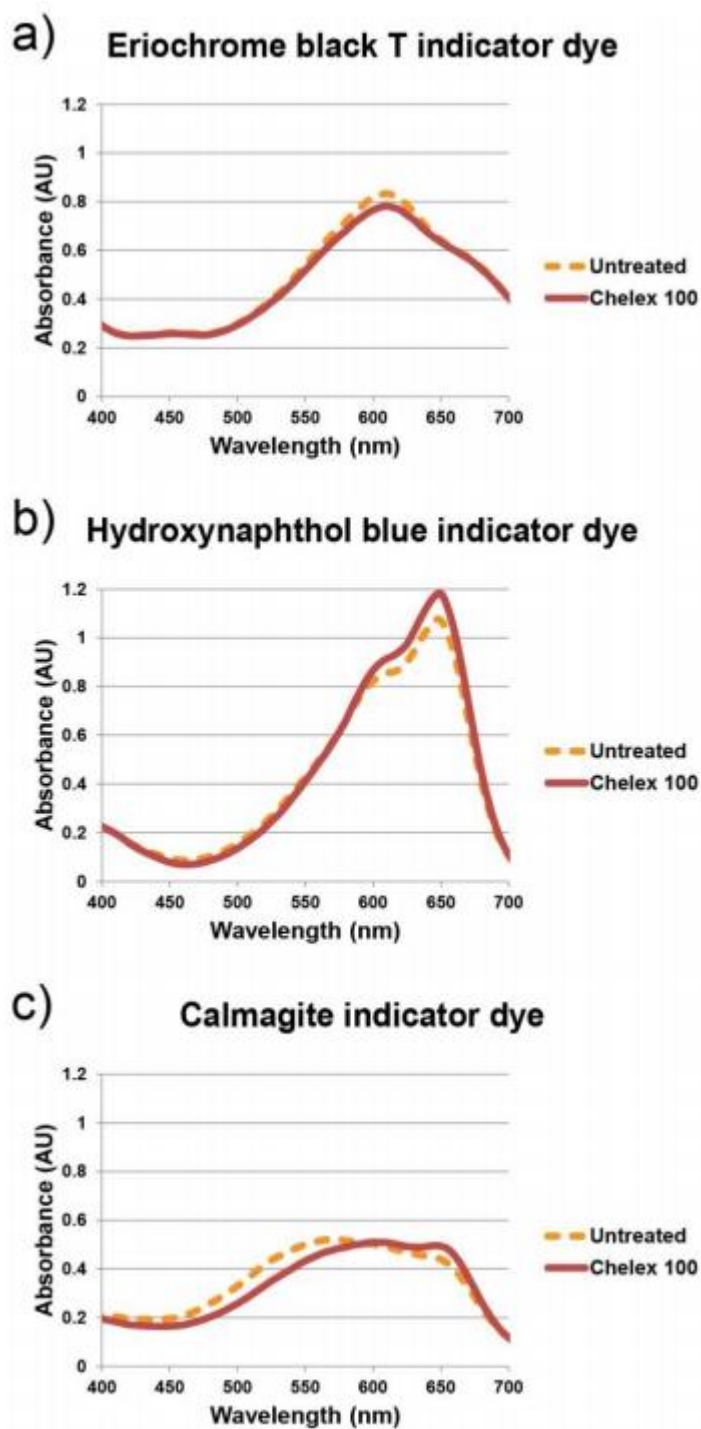 a) Eriochrome black T indicator dye
1.2
1
0.8
0.6
0.4
0.2
0
Absorbance (AU)
400 450 500 550 600 650 700
Wavelength (nm)
Untreated
Chelex 100
b) Hydroxynaphthol blue indicator dye
1.2
1
0.8
0.6
0.4
0.2
0
Absorbance (AU)
400 450 500 550 600 650 700
Wavelength (nm)
Untreated
Chelex 100
c) Calmagite indicator dye
1.2
1
0.8
0.6
0.4
0.2
0
Absorbance (AU)
400 450 500 550 600 650 700
Wavelength (nm)
Untreated
Chelex 100